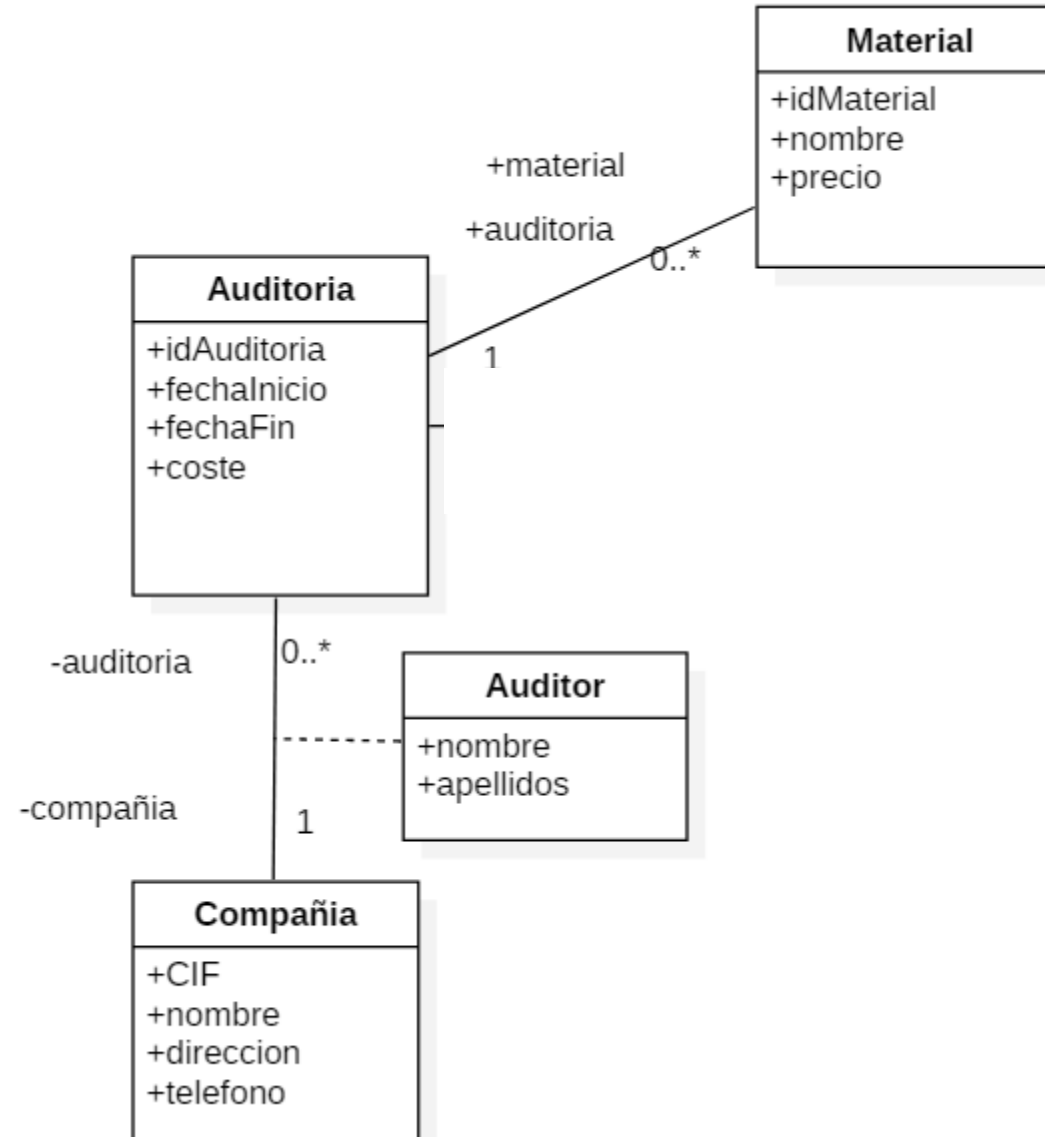 Material
+idMaterial
+nombre
+precio
+material
+auditoria
0..*
1
Auditoria
+idAuditoria
+fechaInicio
+fechaFin
+coste
-auditoria
0..*
Auditor
+nombre
+apellidos
-compañia
1
Compañia
+CIF
+nombre
+direccion
+telefono